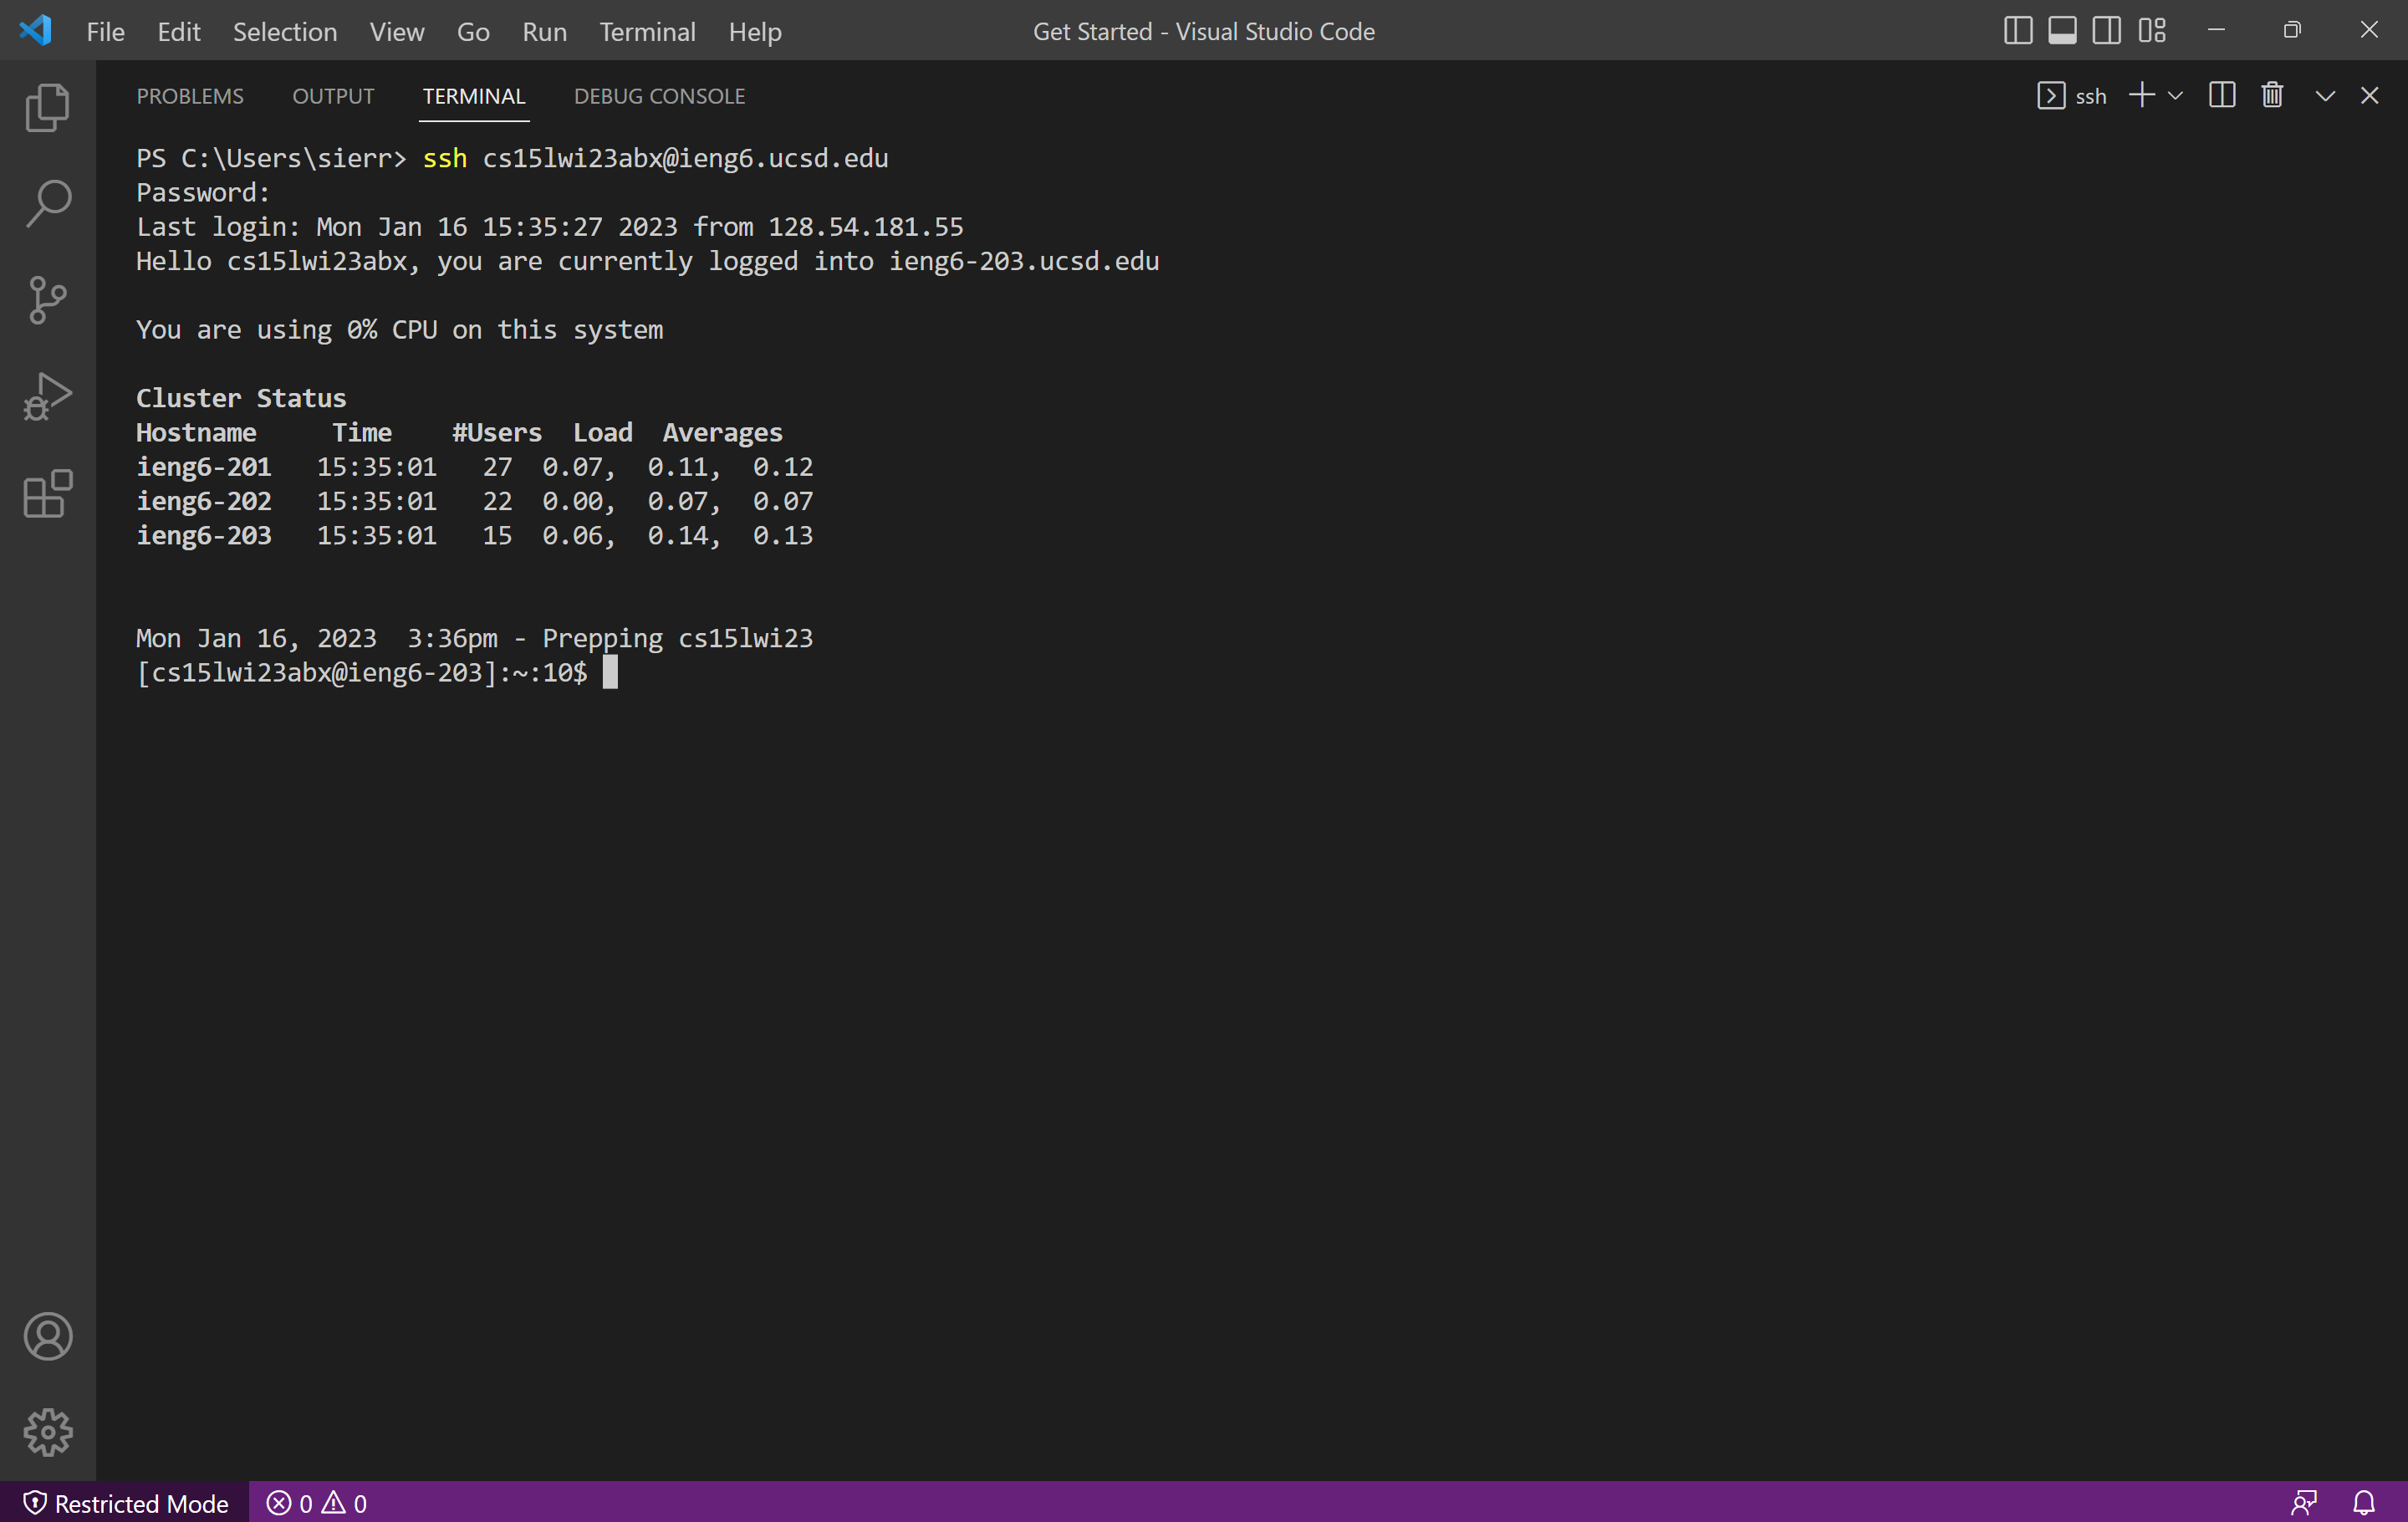 File Edit Selection View Go Run Terminal Help Get Started - Visual Studio Code
PROBLEMS OUTPUT TERMINAL DEBUG CONSOLE ssh
PS C:\Users\sierr> ssh cs15lwi23abx@ieng6.ucsd.edu
Password:
Last login: Mon Jan 16 15:35:27 2023 from 128.54.181.55
Hello cs15lwi23abx, you are currently logged into ieng6-203.ucsd.edu
You are using 0% CPU on this system
Cluster Status
Hostname Time #Users Load Averages
ieng6-201 15:35:01 27 0.07, 0.11, 0.12
ieng6-202 15:35:01 22 0.00, 0.07, 0.07
ieng6-203 15:35:01 15 0.06, 0.14, 0.13
Mon Jan 16, 2023 3:36pm - Prepping cs15lwi23
[cs15lwi23abx@ieng6-203]:~:10$
Restricted Mode 0 0